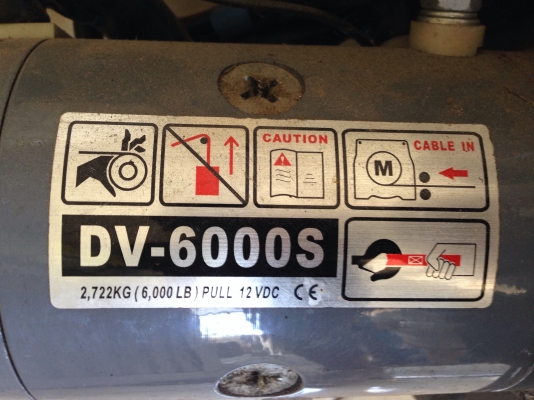 CAUTION
CABLE IN
M
DV-6000S
2,722KG (6,000 LB) PULL 12 VDC CE